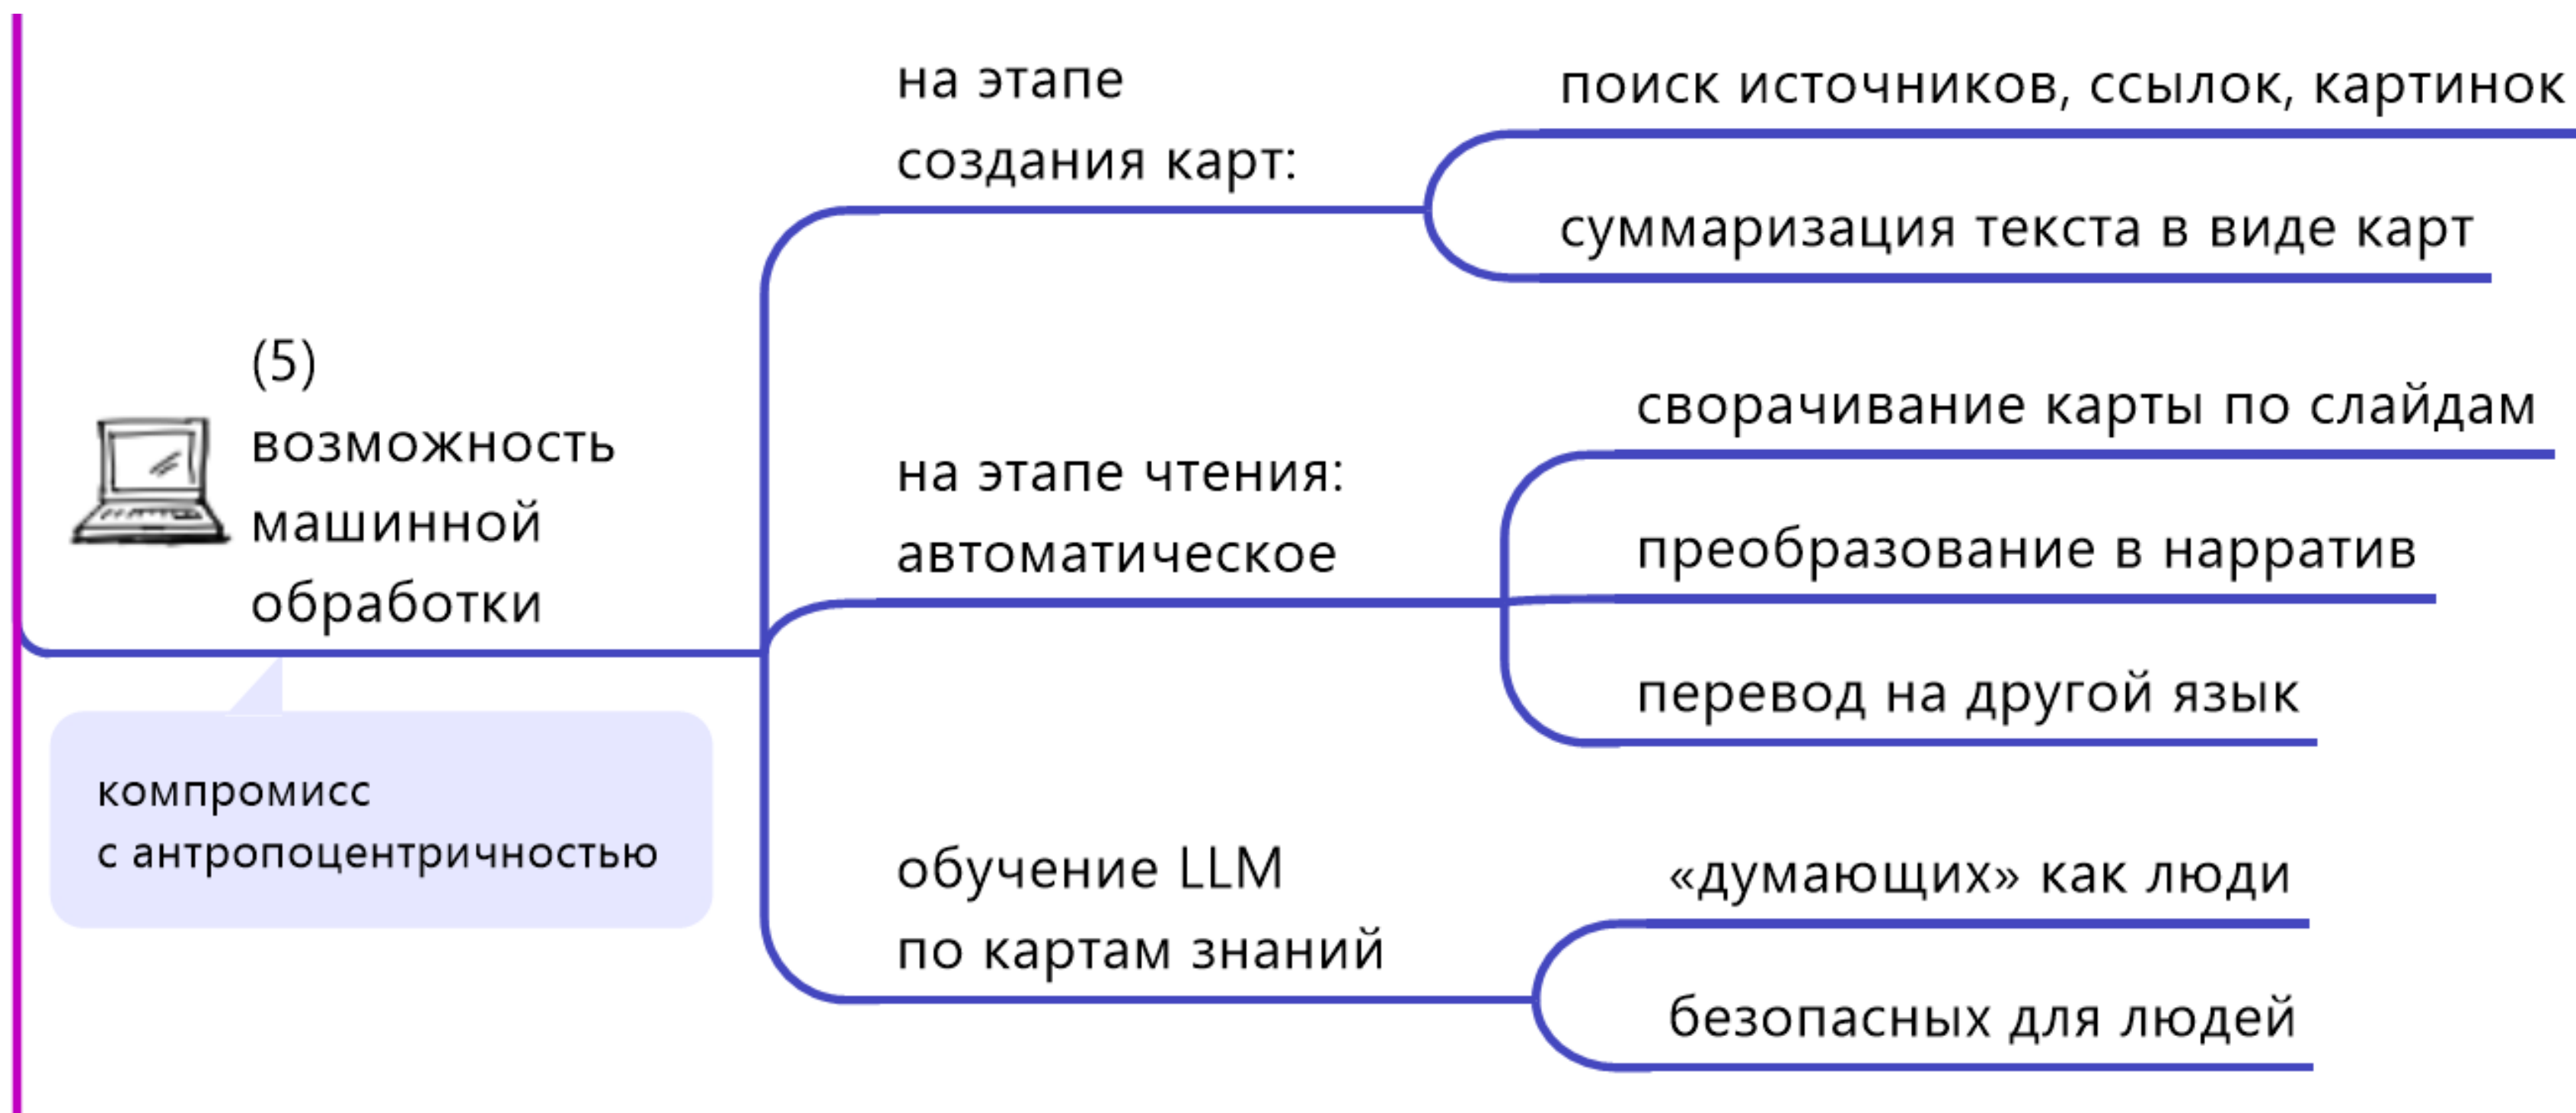 (5)
возможность
машинной
обработки
компромисс
с антропоцентричностью
на этапе
создания карт:
поиск источников, ссылок, картинок
суммаризация текста в виде карт
на этапе чтения:
автоматическое
сворачивание карты по слайдам
преобразование в нарратив
перевод на другой язык
обучение LLM
по картам знаний
«думающих» как люди
безопасных для людей